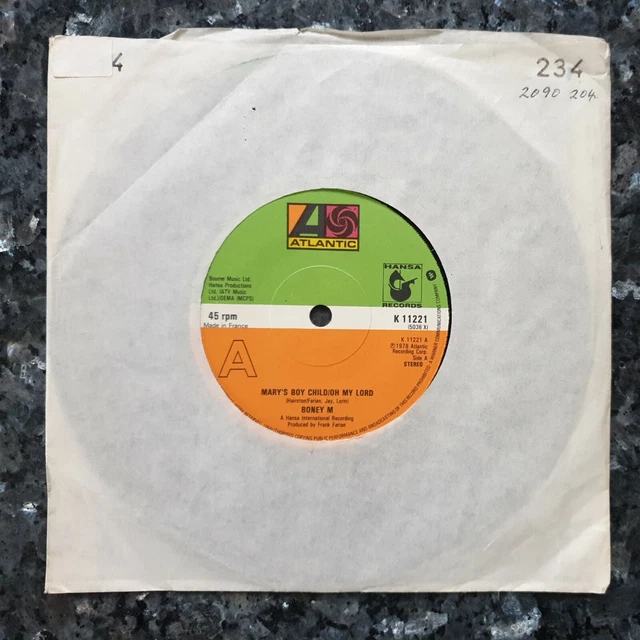 4
234
2090 204
ATLANTIC
Bourne Music Ltd.
Hansa Productions
Ltd. /ATV Music
Ltd.)/GEMA (MCPS)
HANSA
RECORDS
45 rpm
Made in France
K 11221
(5038 X)
A
K 11221 A
℗ 1978 Atlantic
Recording Corp.
Side A
STEREO
MARY'S BOY CHILD/OH MY LORD
(Hairston/Farian, Jay, Lorin)
BONEY M
A Hansa International Recording
Produced by Frank Farian